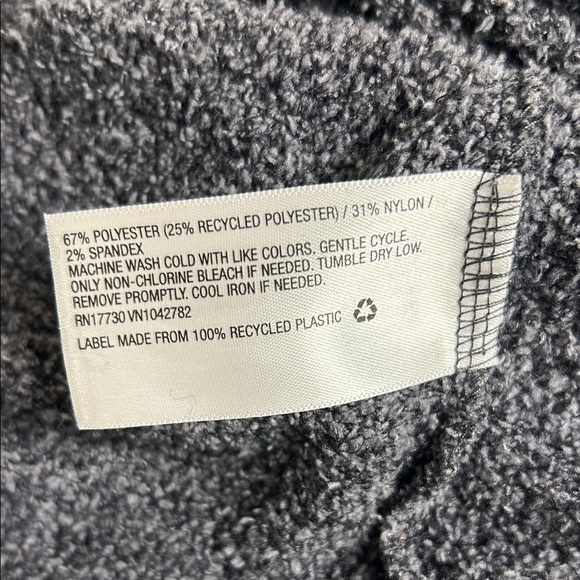 67% POLYESTER (25% RECYCLED POLYESTER) / 31% NYLON /
2% SPANDEX
MACHINE WASH COLD WITH LIKE COLORS. GENTLE CYCLE.
ONLY NON-CHLORINE BLEACH IF NEEDED. TUMBLE DRY LOW.
REMOVE PROMPTLY. COOL IRON IF NEEDED.
RN17730 VN1042782
LABEL MADE FROM 100% RECYCLED PLASTIC